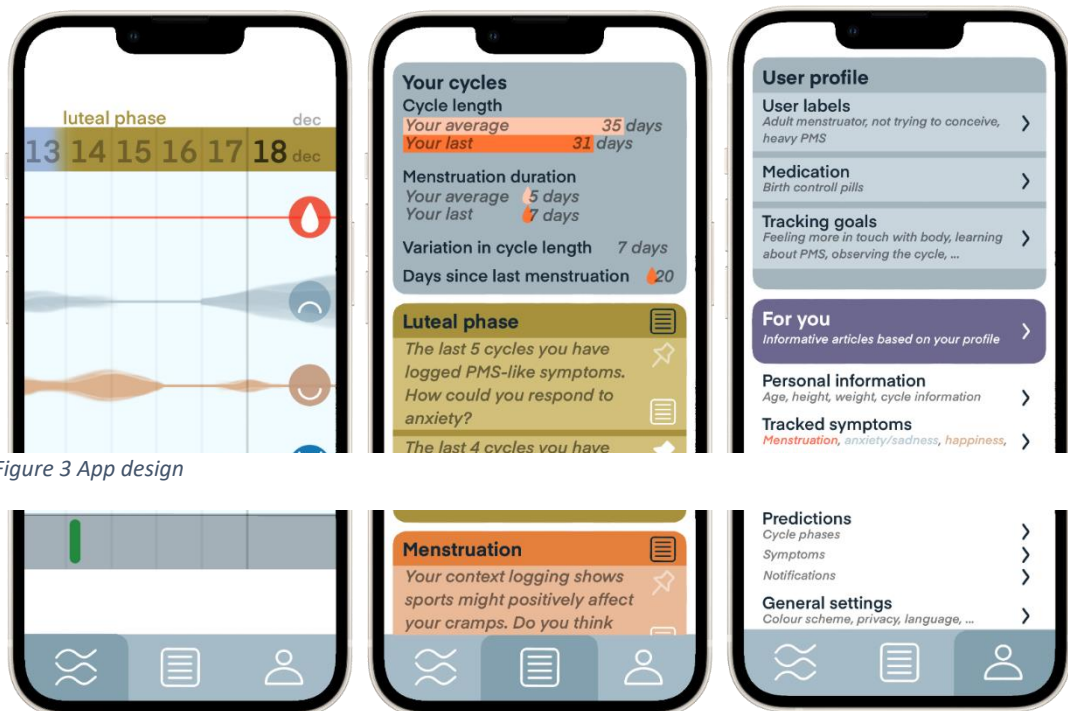 luteal phase
dec
13 14 15 16 17 18 dec
Your cycles
Cycle length
Your average 35 days
Your last 31 days
Menstruation duration
Your average 5 days
Your last 7 days
Variation in cycle length 7 days
Days since last menstruation 20
Luteal phase
The last 5 cycles you have
logged PMS-like symptoms.
How could you respond to
anxiety?
The last 4 cycles you have
User profile
User labels
Adult menstruator, not trying to conceive,
heavy PMS
Medication
Birth controll pills
Tracking goals
Feeling more in touch with body, learning
about PMS, observing the cycle, ...
For you
Informative articles based on your profile
Personal information
Age, height, weight, cycle information
Tracked symptoms
Menstruation, anxiety/sadness, happiness,
Figure 3 App design
Menstruation
Your context logging shows
sports might positively affect
your cramps. Do you think
Predictions
Cycle phases
Symptoms
Notifications
General settings
Colour scheme, privacy, language, ...